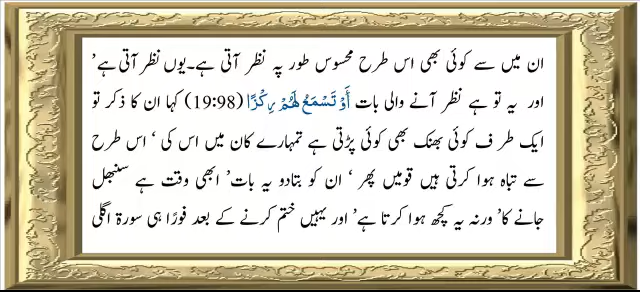 ان میں سے کوئی بھی اس طرح محسوس طور پہ نظر آتی ہے۔یوں نظر آتی ہے’
اور یہ تو ہے نظر آنے والی بات أَوْ تَسْمَعُ لَهُمْ رِكْزًا (19:98) کہا ان کا ذکر تو
ایک طر ف کوئی بھنک بھی کوئی پڑتی ہے تمہارے کان میں اس کی ‘ اس طرح
سے تباہ ہوا کرتی ہیں قومیں پھر ‘ ان کو بتادو یہ بات’ ابھی وقت ہے سنبھل
جانے کا’ ورنہ یہ کچھ ہوا کرتا ہے’ اور یہیں ختم کرنے کے بعد فورًا ہی سورۃ اگلی